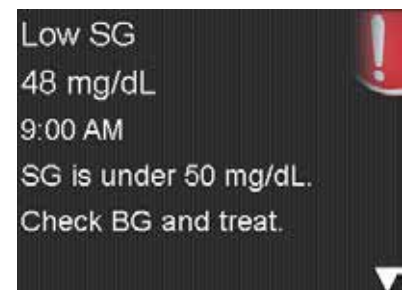 Low SG
48 mg/dL
9:00 AM
SG is under 50 mg/dL.
Check BG and treat.